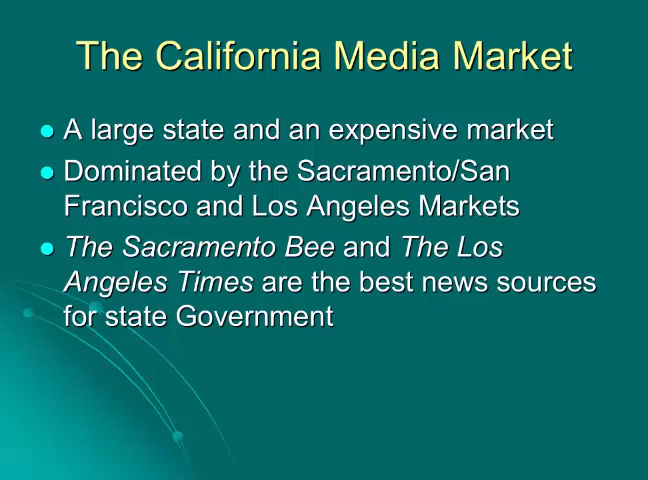 The California Media Market
A large state and an expensive market
Dominated by the Sacramento/San
Francisco and Los Angeles Markets
The Sacramento Bee and The Los
Angeles Times are the best news sources
for state Government